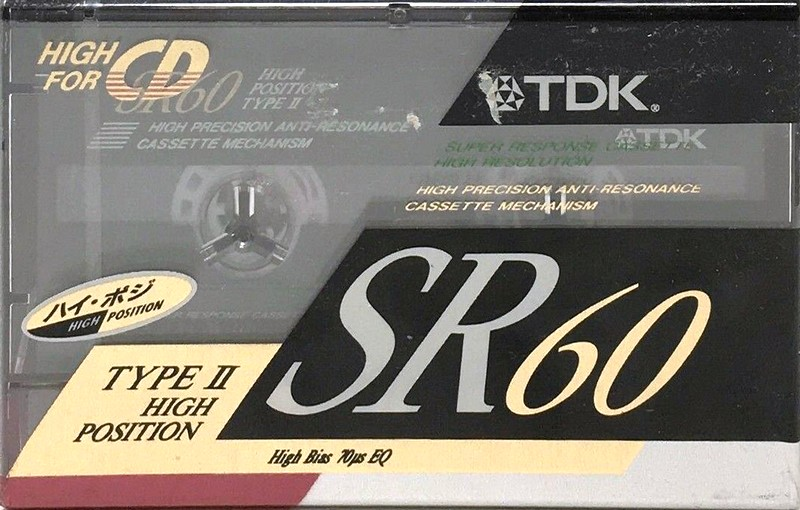 HIGH
FOR CD
SR60
HIGH
POSITION
TYPE II
HIGH PRECISION ANTI-RESONANCE
CASSETTE MECHANISM
TDK®
TDK
SUPER RESPONSE CASSETTE
HIGH RESOLUTION
HIGH PRECISION ANTI-RESONANCE
CASSETTE MECHANISM
ハイ・ポジ
HIGH POSITION
SR60
TYPE II
HIGH
POSITION
High Bias 70μs EQ